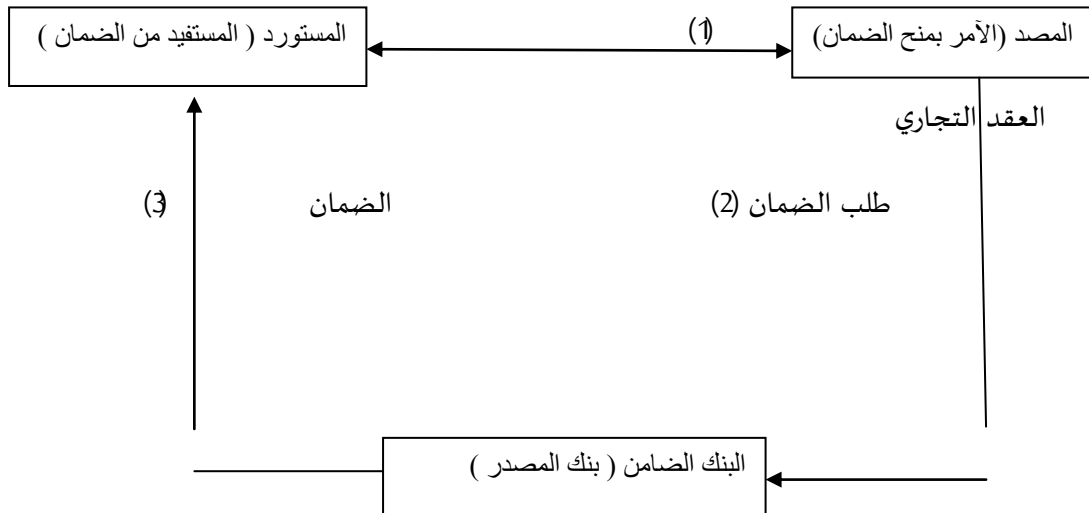 المصد (الآمر بمنح الضمان)
(1)
المستورد ( المستفيد من الضمان )
العقد التجاري
طلب الضمان (2)
الضمان
(3)
البنك الضامن ( بنك المصدر )